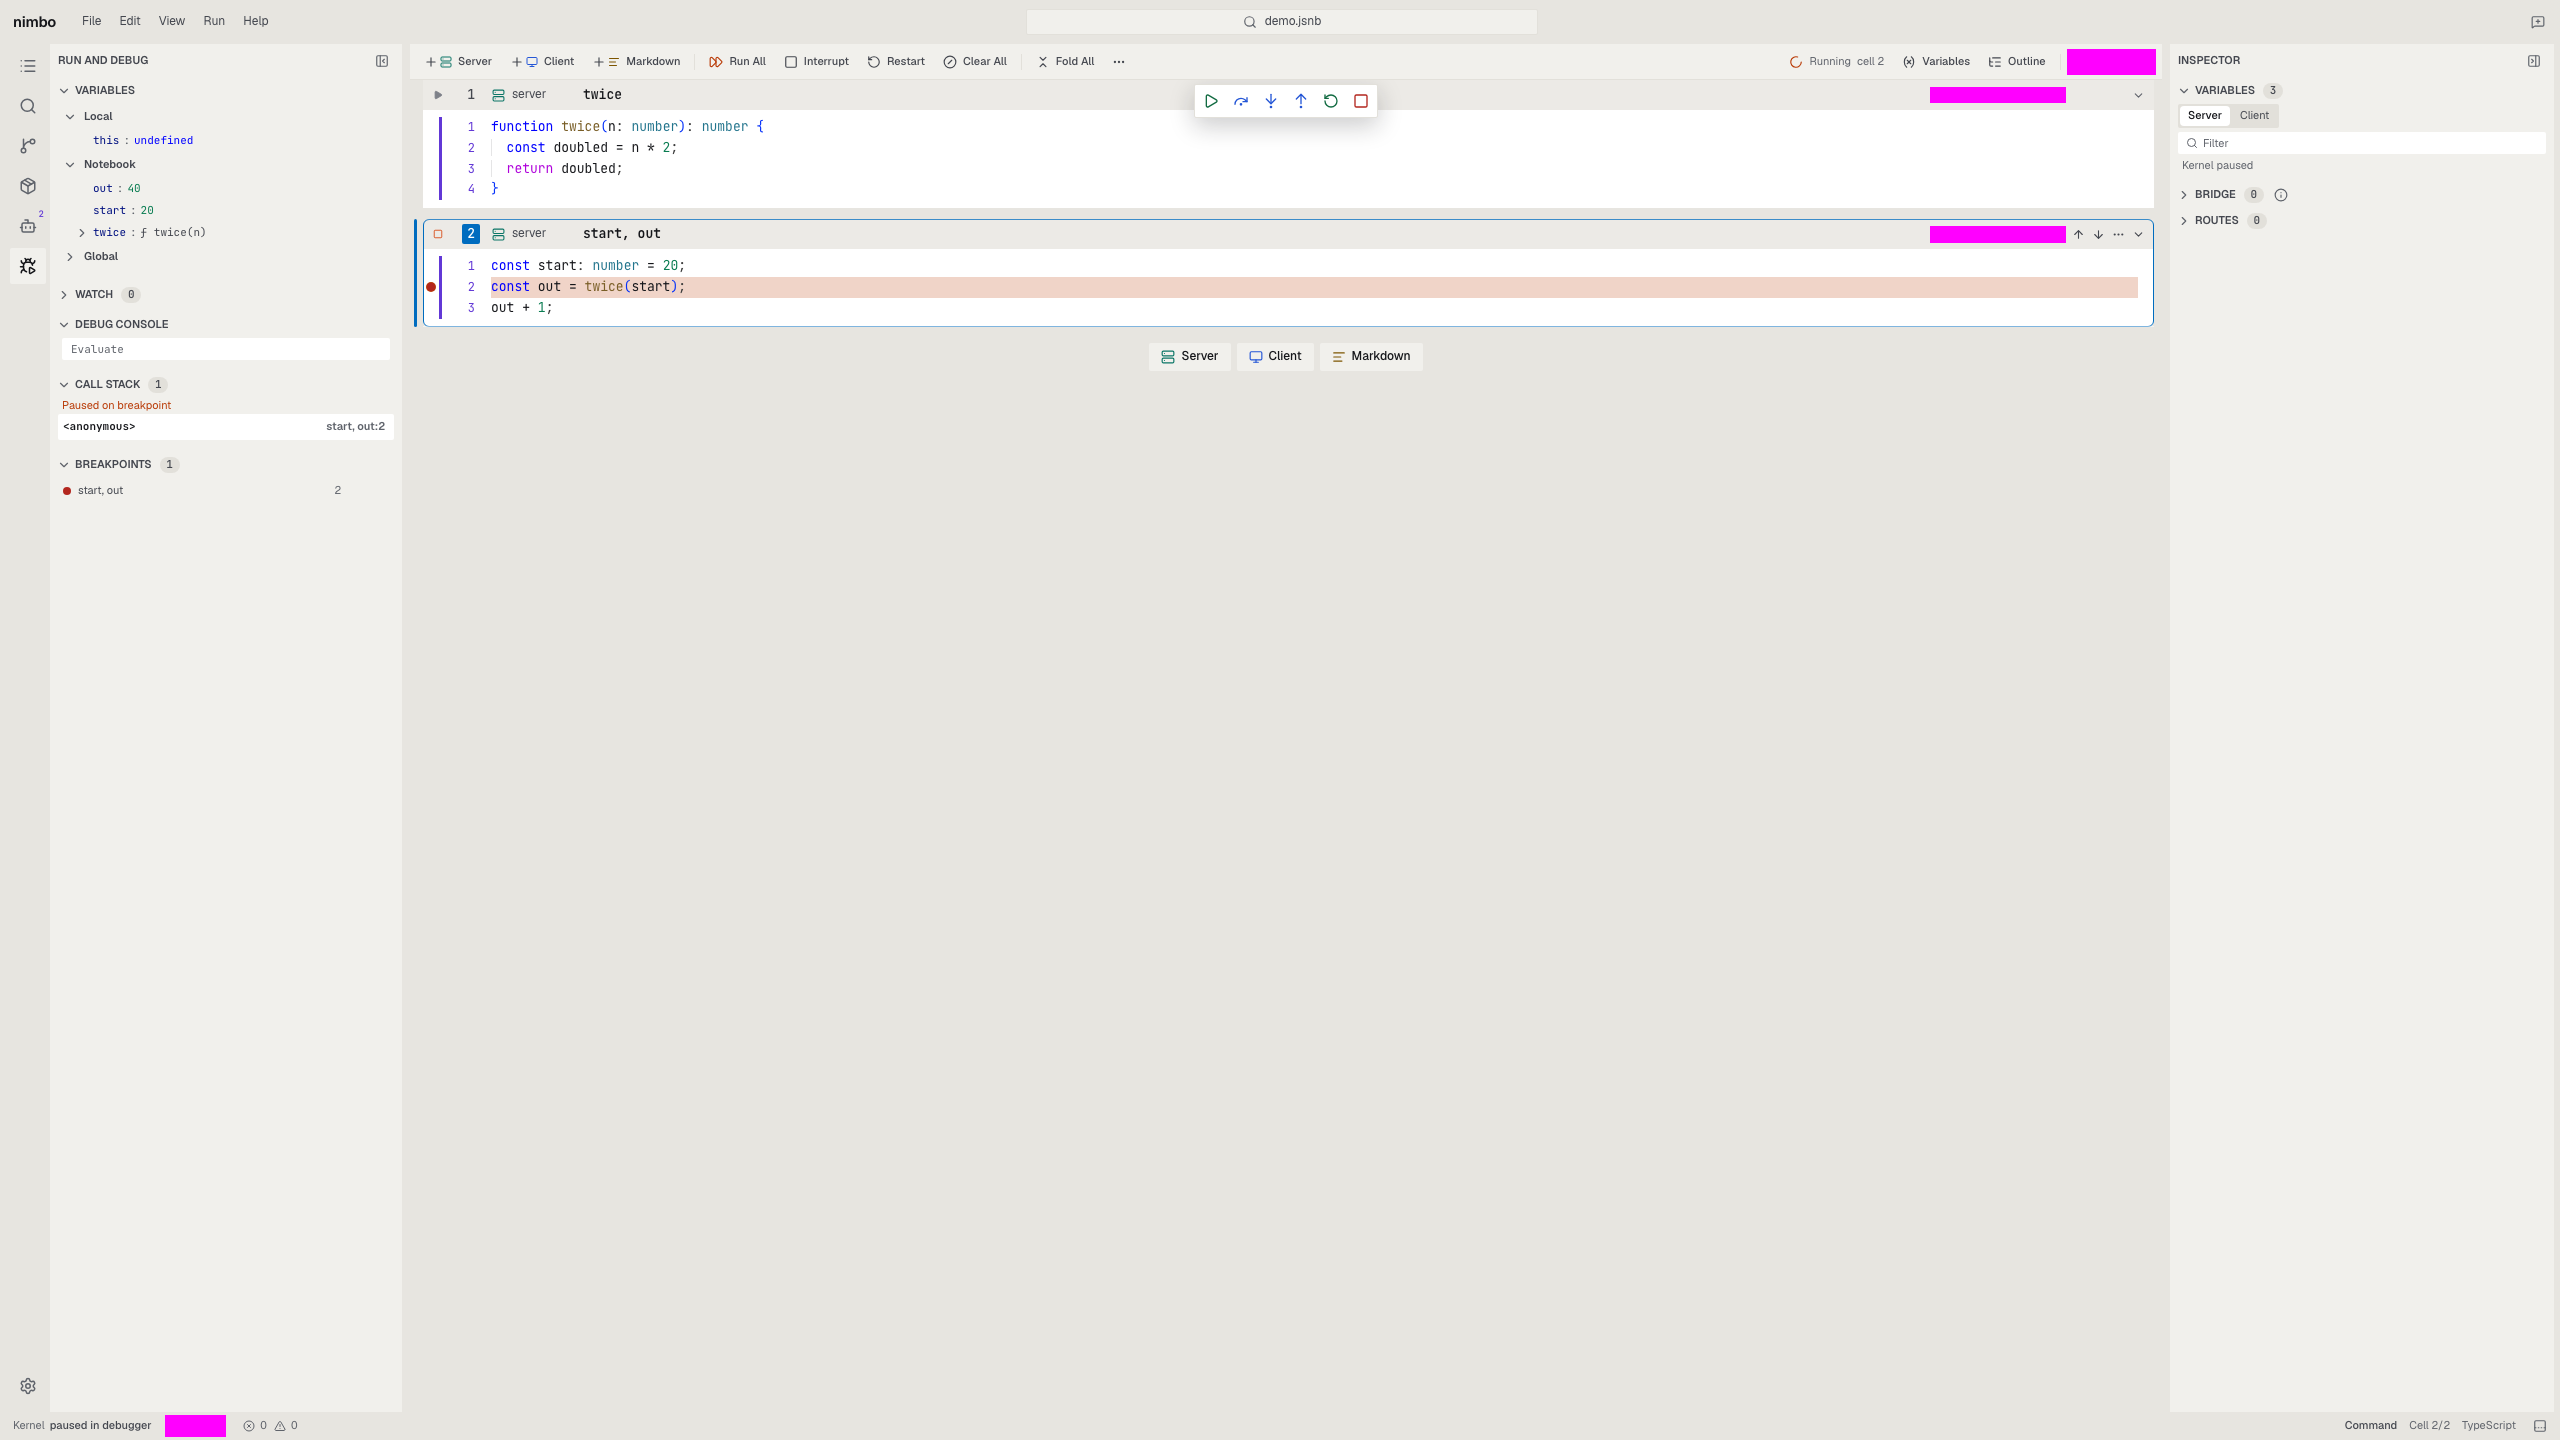 nimbo File Edit View Run Help demo.jsnb
RUN AND DEBUG
VARIABLES
Local
this : undefined
Notebook
out : 40
start : 20
twice : ƒ twice(n)
Global
WATCH 0
DEBUG CONSOLE
Evaluate
CALL STACK 1
Paused on breakpoint
<anonymous> start, out:2
BREAKPOINTS 1
start, out 2
2
Server Client Markdown Run All Interrupt Restart Clear All Fold All Running cell 2 Variables Outline
1 server twice
1 function twice(n: number): number {
2 const doubled = n * 2;
3 return doubled;
4 }
2 server start, out
1 const start: number = 20;
2 const out = twice(start);
3 out + 1;
Server Client Markdown
INSPECTOR
VARIABLES 3
Server Client
Filter
Kernel paused
BRIDGE 0
ROUTES 0
Kernel paused in debugger 0 0 Command Cell 2/2 TypeScript